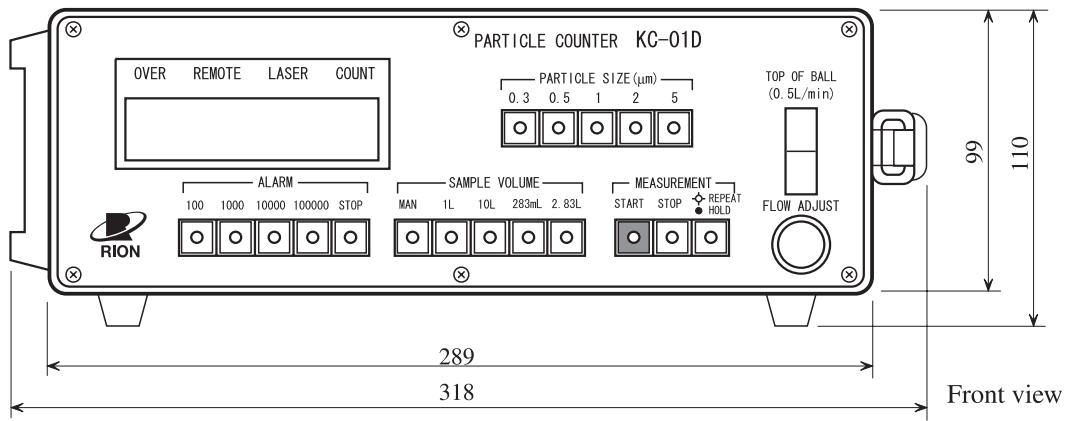 PARTICLE COUNTER KC-01D
OVER REMOTE LASER COUNT
PARTICLE SIZE(μm)
0.3 0.5 1 2 5
TOP OF BALL
(0.5L/min)
ALARM
100 1000 10000 100000 STOP
SAMPLE VOLUME
MAN 1L 10L 283mL 2.83L
MEASUREMENT
START STOP REPEAT
HOLD
FLOW ADJUST
RION
99
110
289
318
Front view